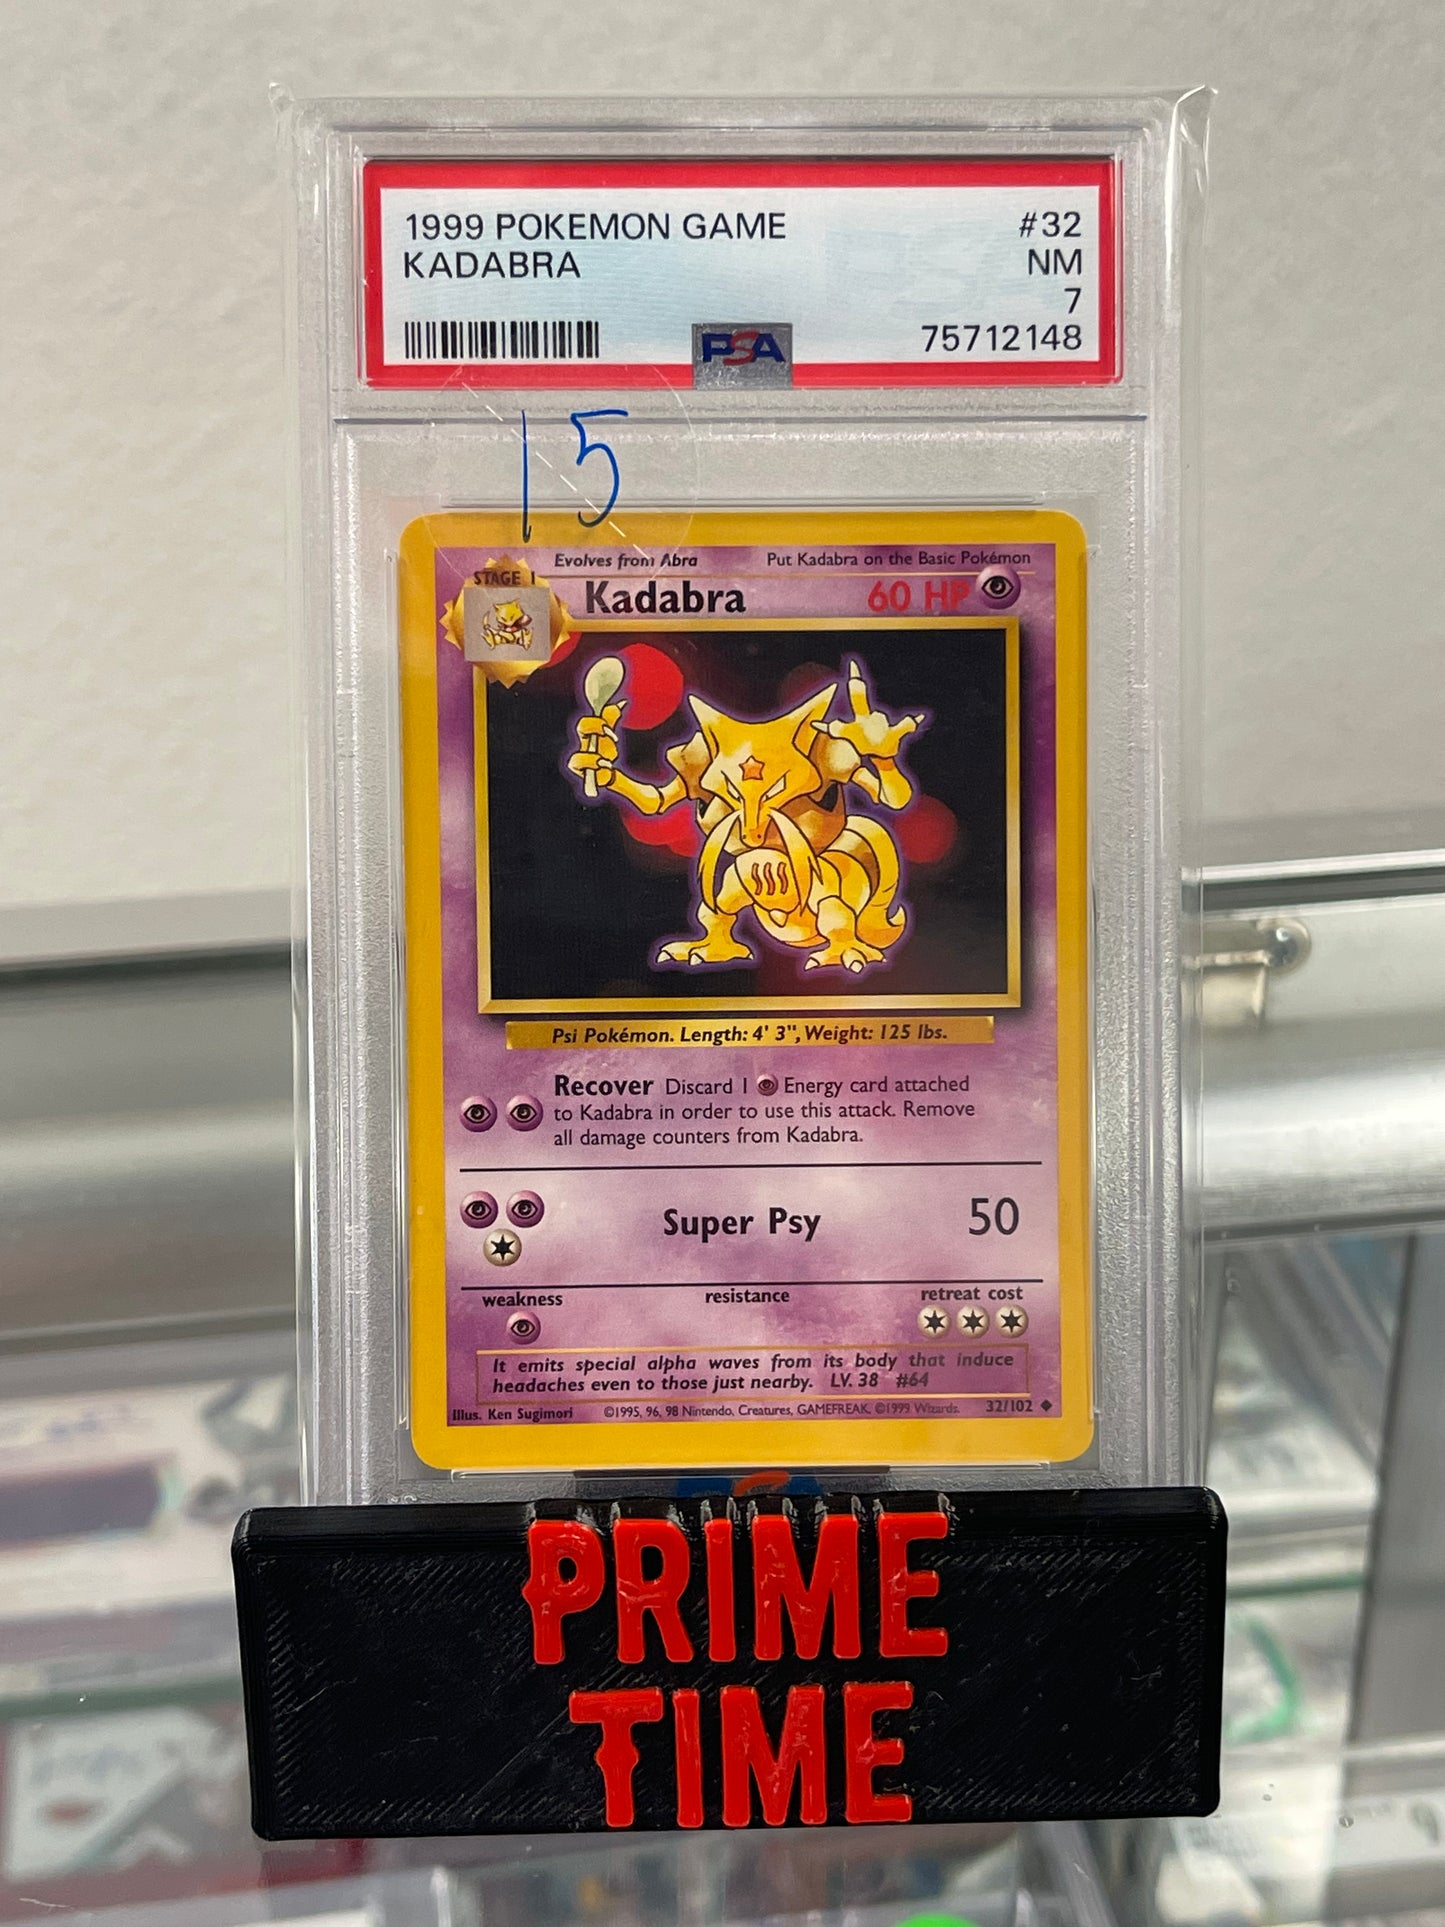 1999 POKEMON GAME #32
KADABRA NM
7
PSA 75712148
15
Evolves from Abra Put Kadabra on the Basic Pokémon
STAGE 1
Kadabra 60 HP
Psi Pokémon. Length: 4' 3", Weight: 125 lbs.
Recover Discard 1 Energy card attached
to Kadabra in order to use this attack. Remove
all damage counters from Kadabra.
Super Psy 50
weakness resistance retreat cost
It emits special alpha waves from its body that induce
headaches even to those just nearby. LV. 38 #64
Illus. Ken Sugimori ©1995, 96, 98 Nintendo, Creatures, GAMEFREAK. ©1999 Wizards. 32/102
PRIME
TIME